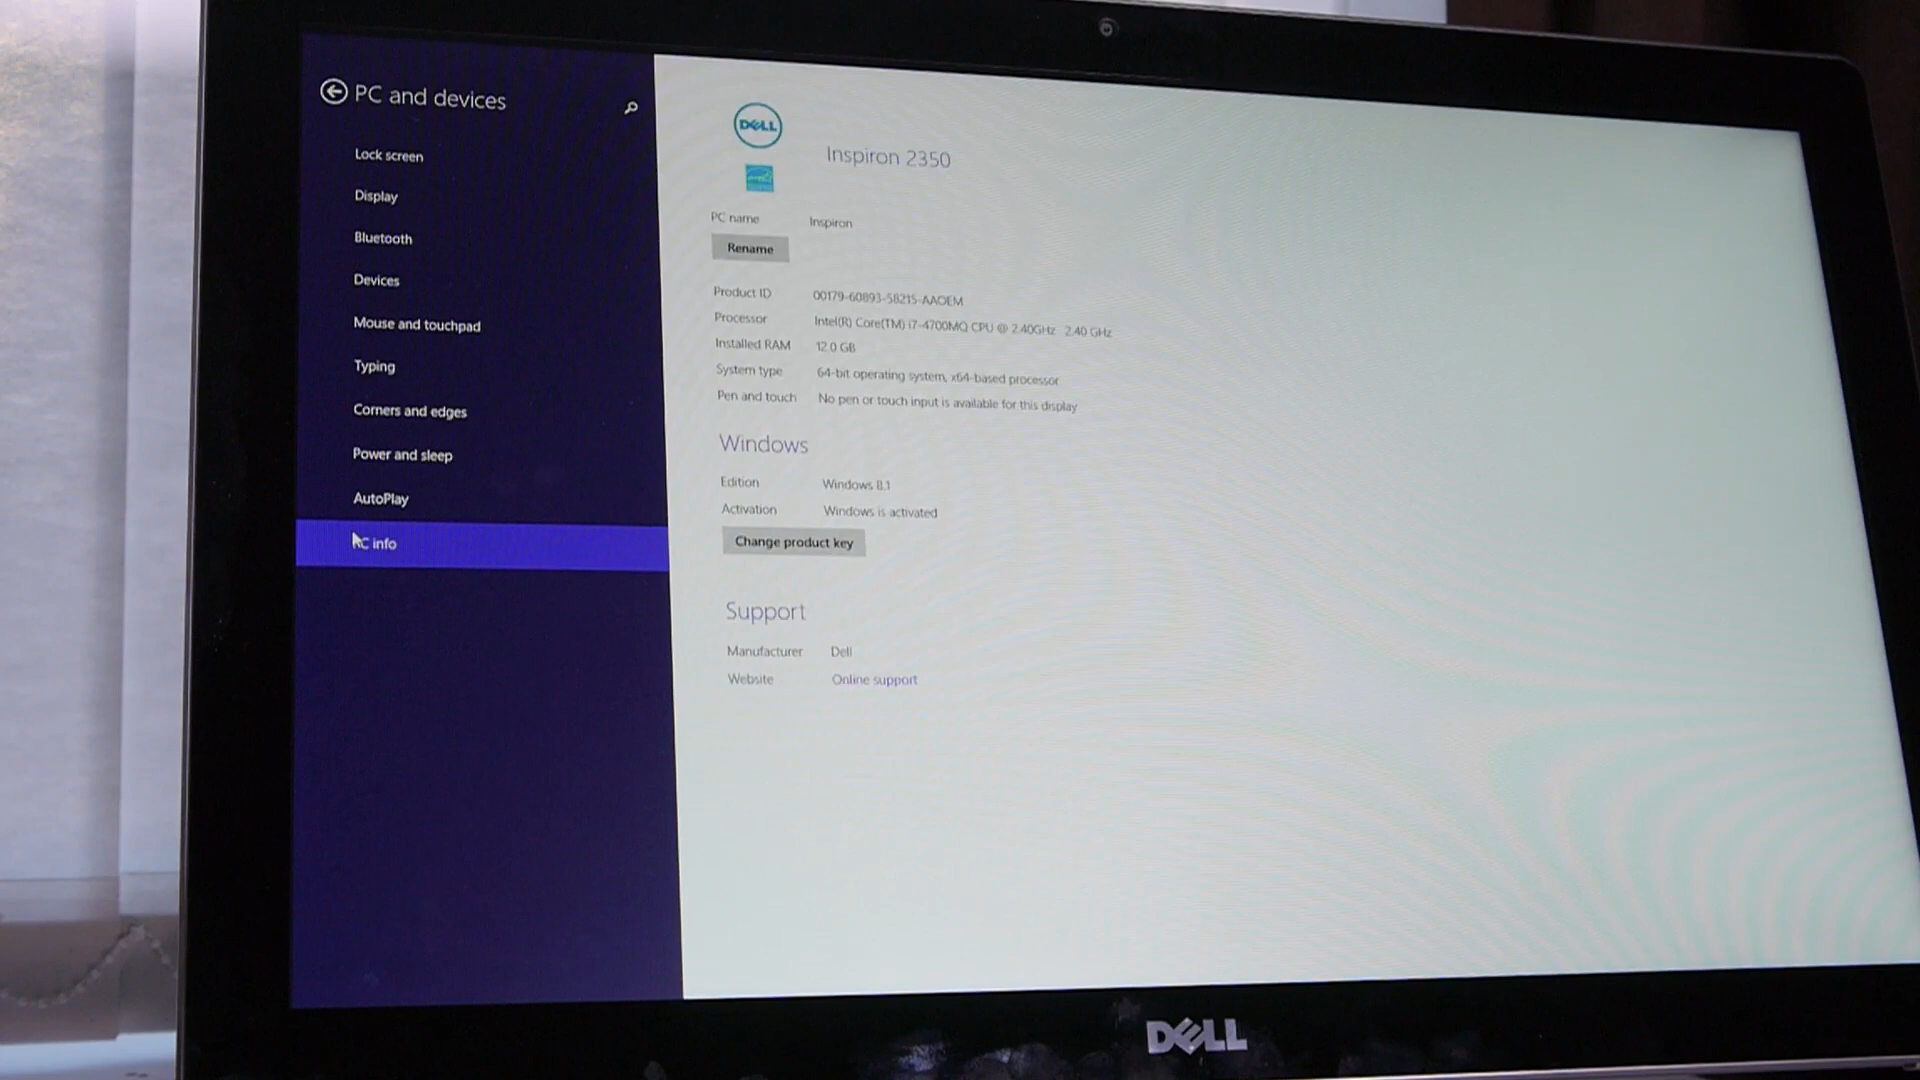 PC and devices
Lock screen
Display
Bluetooth
Devices
Mouse and touchpad
Typing
Corners and edges
Power and sleep
AutoPlay
PC info
DELL
Inspiron 2350
PC name Inspiron
Rename
Product ID 00179-60893-58215-AAOEM
Processor Intel(R) Core(TM) i7-4700MQ CPU @ 2.40GHz 2.40 GHz
Installed RAM 12.0 GB
System type 64-bit operating system, x64-based processor
Pen and touch No pen or touch input is available for this display
Windows
Edition Windows 8.1
Activation Windows is activated
Change product key
Support
Manufacturer Dell
Website Online support
DELL